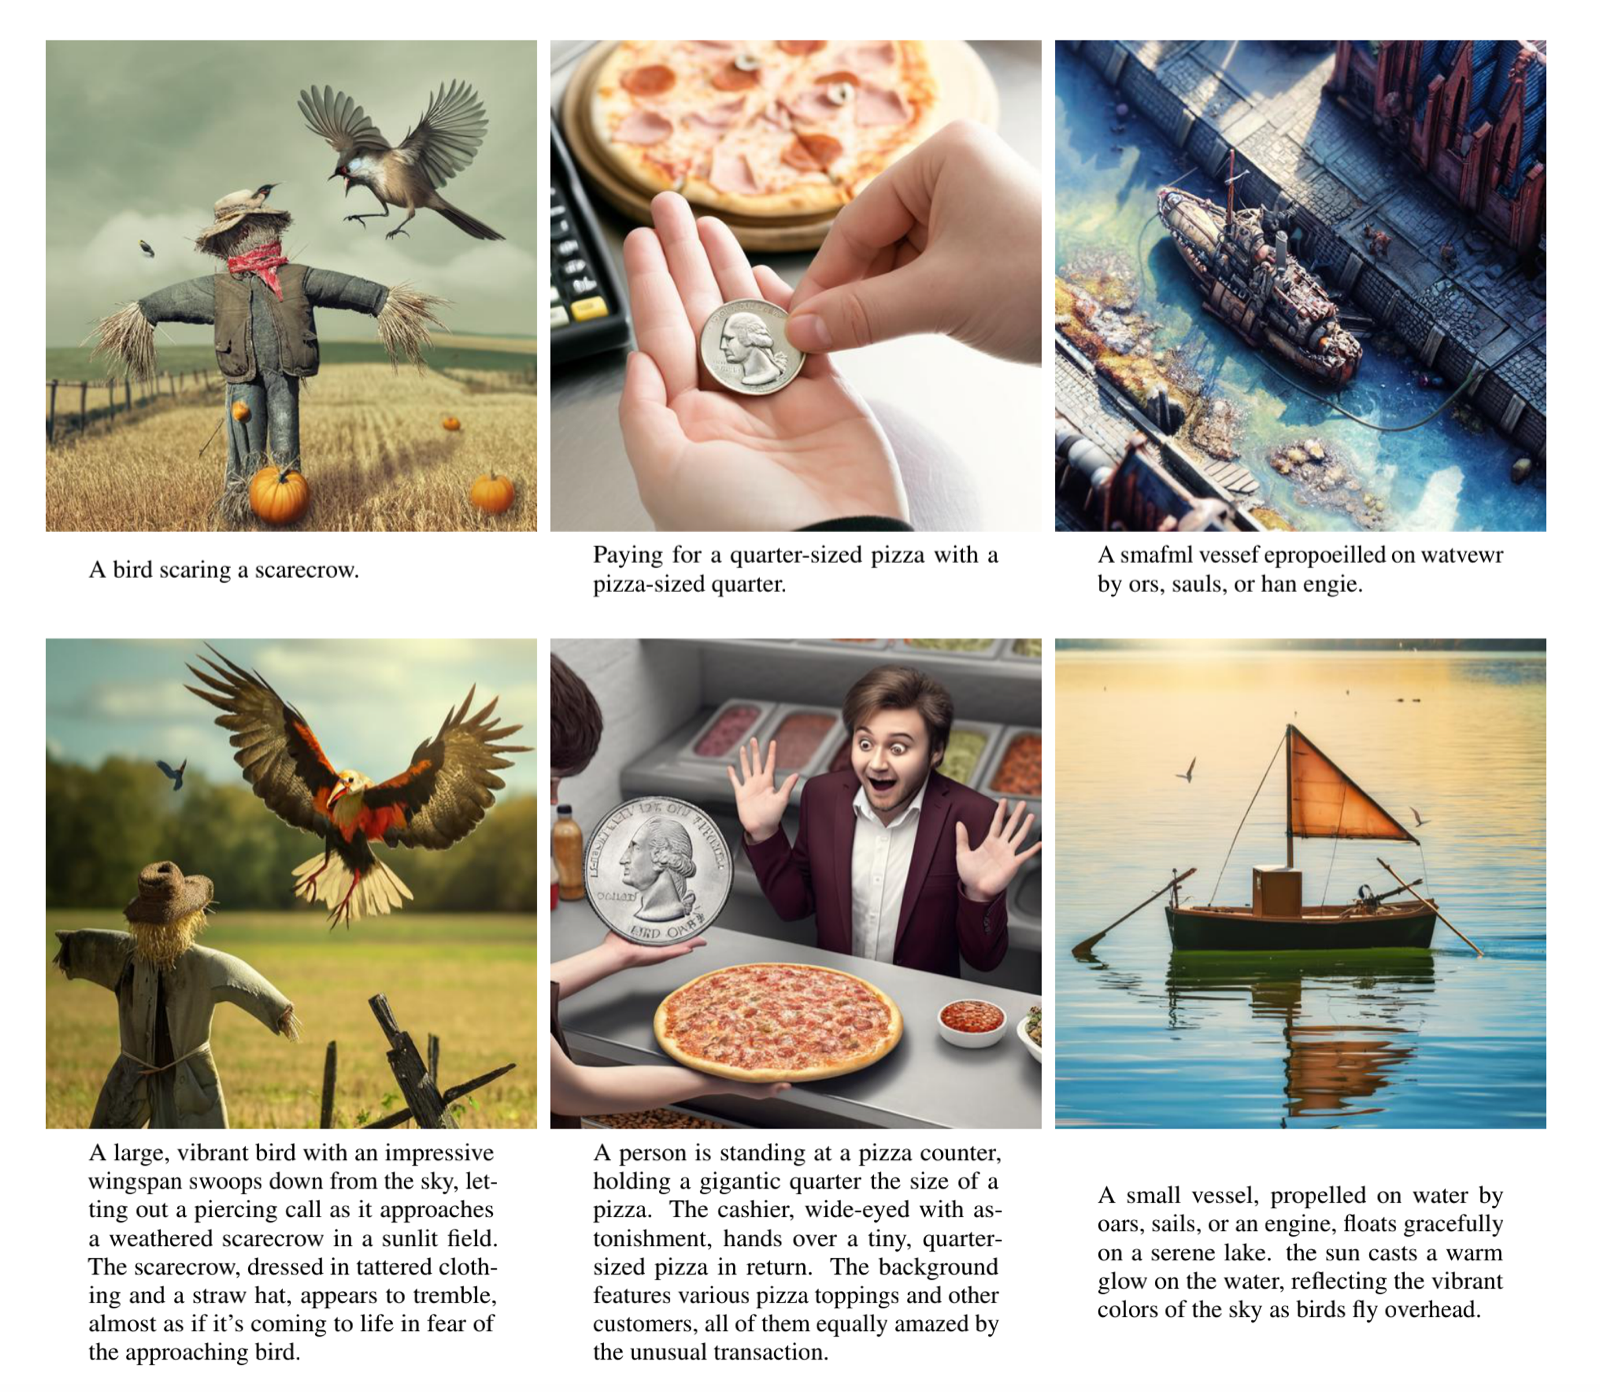 A bird scaring a scarecrow.
Paying for a quarter-sized pizza with a
pizza-sized quarter.
A smafml vessef epropoeilled on watvewr
by ors, sauls, or han engie.
A large, vibrant bird with an impressive
wingspan swoops down from the sky, let-
ting out a piercing call as it approaches
a weathered scarecrow in a sunlit field.
The scarecrow, dressed in tattered cloth-
ing and a straw hat, appears to tremble,
almost as if it's coming to life in fear of
the approaching bird.
A person is standing at a pizza counter,
holding a gigantic quarter the size of a
pizza. The cashier, wide-eyed with as-
tonishment, hands over a tiny, quarter-
sized pizza in return. The background
features various pizza toppings and other
customers, all of them equally amazed by
the unusual transaction.
A small vessel, propelled on water by
oars, sails, or an engine, floats gracefully
on a serene lake. the sun casts a warm
glow on the water, reflecting the vibrant
colors of the sky as birds fly overhead.